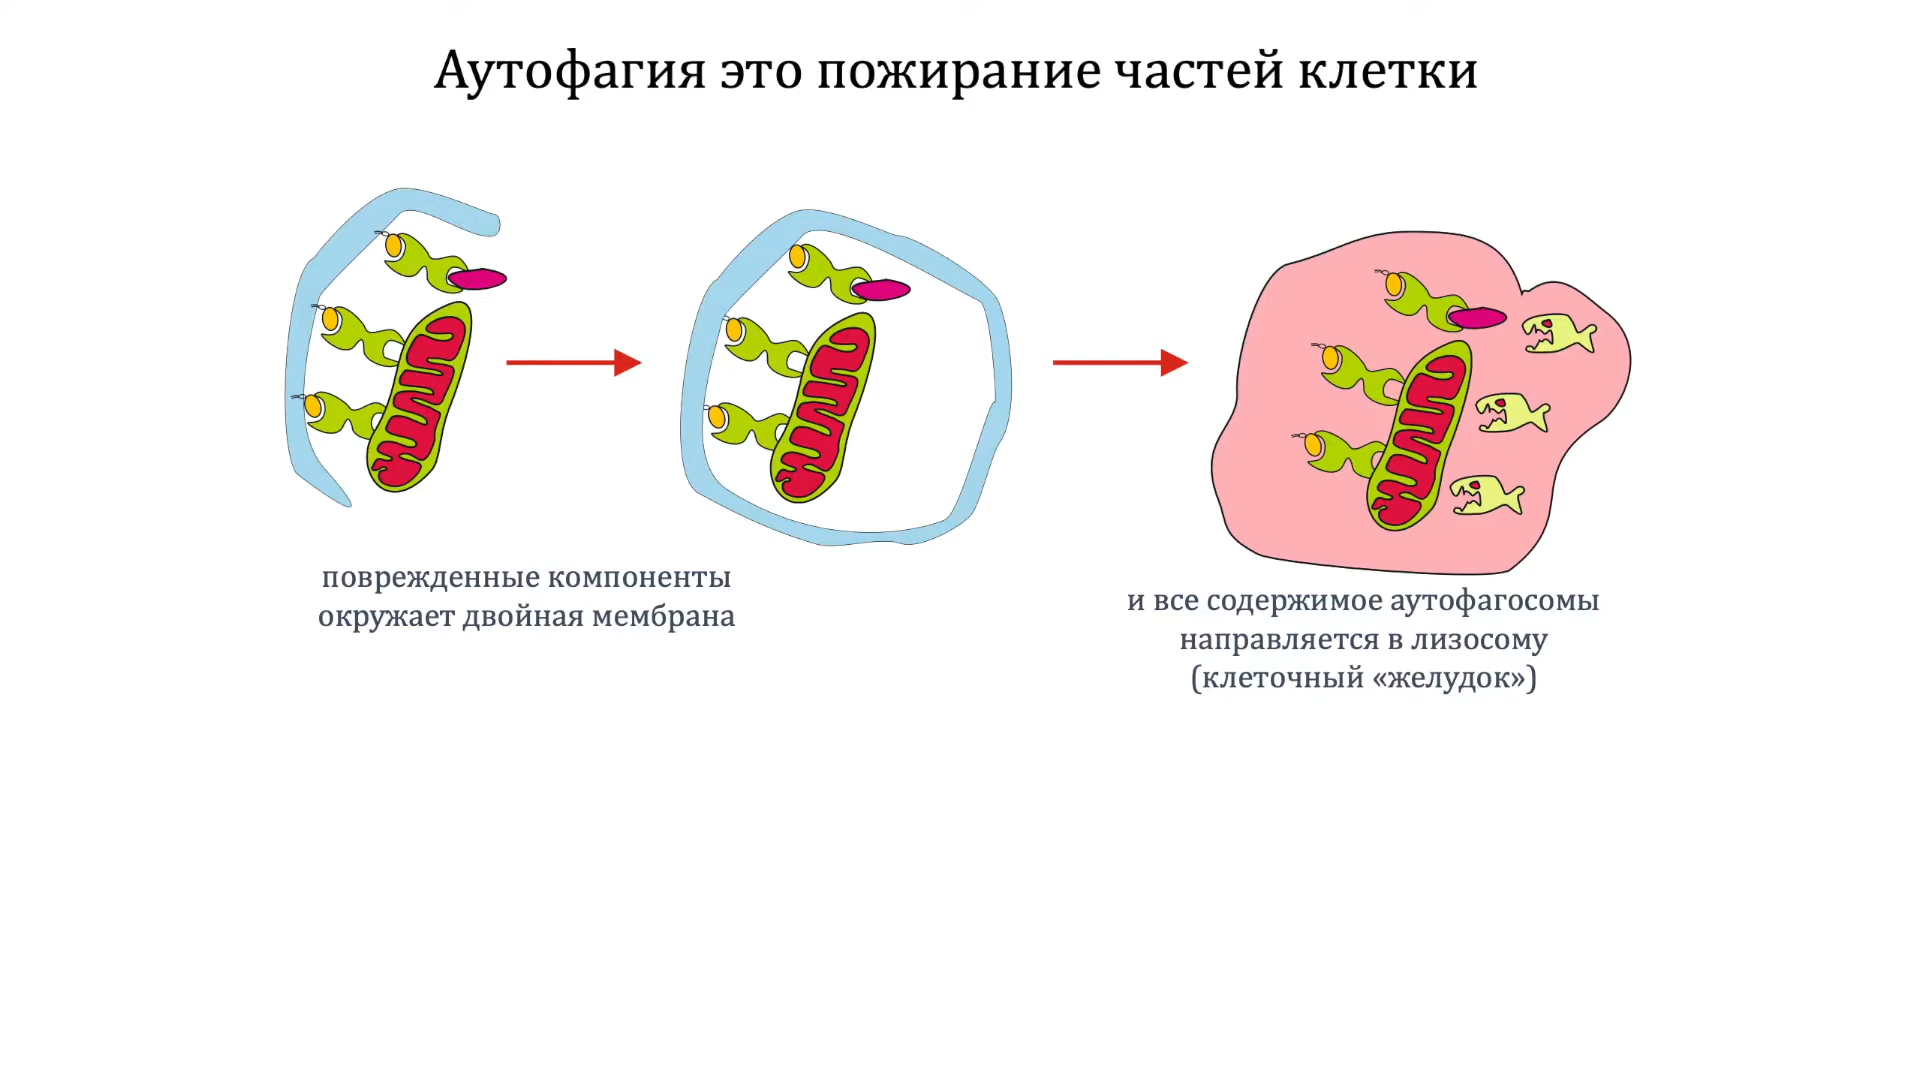 Аутофагия это пожирание частей клетки
поврежденные компоненты
окружает двойная мембрана
и все содержимое аутофагосомы
направляется в лизосому
(клеточный «желудок»)